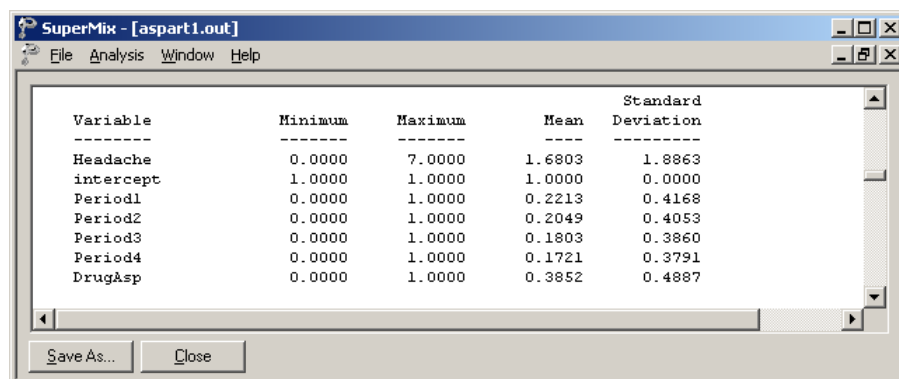 SuperMix - [aspart1.out]
File Analysis Window Help
Standard
Variable Minimum Maximum Mean Deviation
-------- ------- ------- ---- ---------
Headache 0.0000 7.0000 1.6803 1.8863
intercept 1.0000 1.0000 1.0000 0.0000
Period1 0.0000 1.0000 0.2213 0.4168
Period2 0.0000 1.0000 0.2049 0.4053
Period3 0.0000 1.0000 0.1803 0.3860
Period4 0.0000 1.0000 0.1721 0.3791
DrugAsp 0.0000 1.0000 0.3852 0.4887
Save As... Close